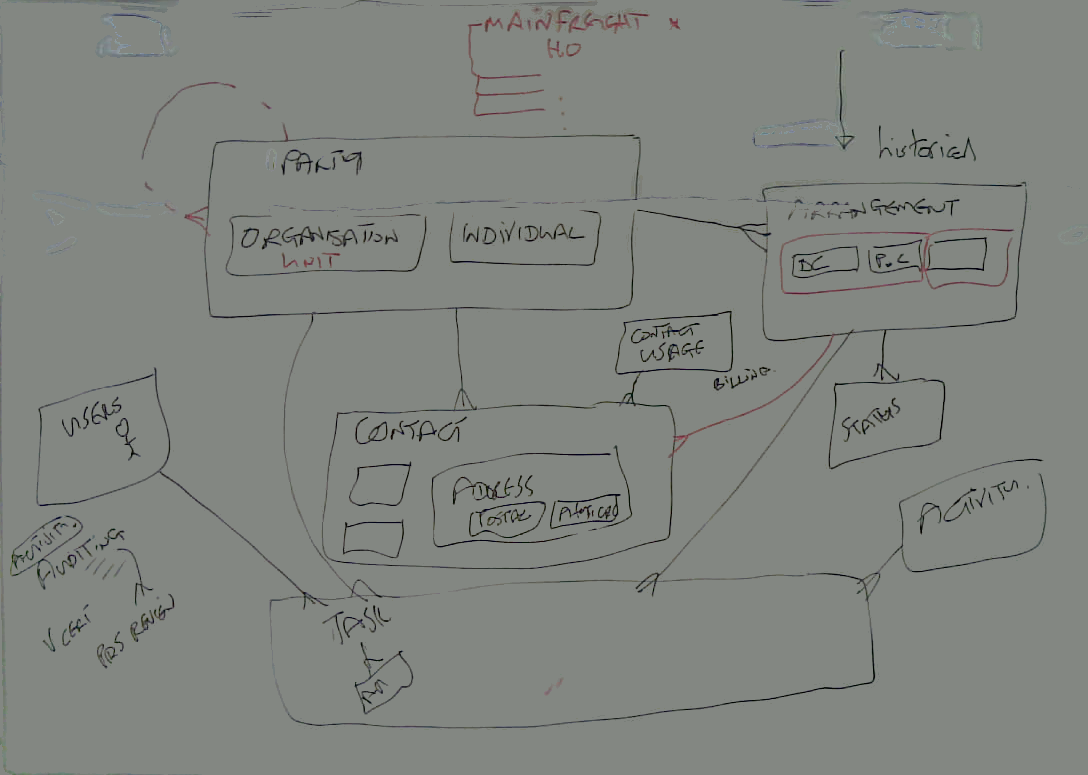 MAINFREIGHT *
HO
historical
PARTY
ORGANISATION
UNIT
INDIVIDUAL
ARRANGEMENT
DC
CONTACT
USAGE
BILLING
STATUS
USERS
CONTACT
ADDRESS
POSTAL
PHYSICAL
ACTIVITY.
ACTIVITY.
AUDITING
V CERT
PRS REVIEW
TASK